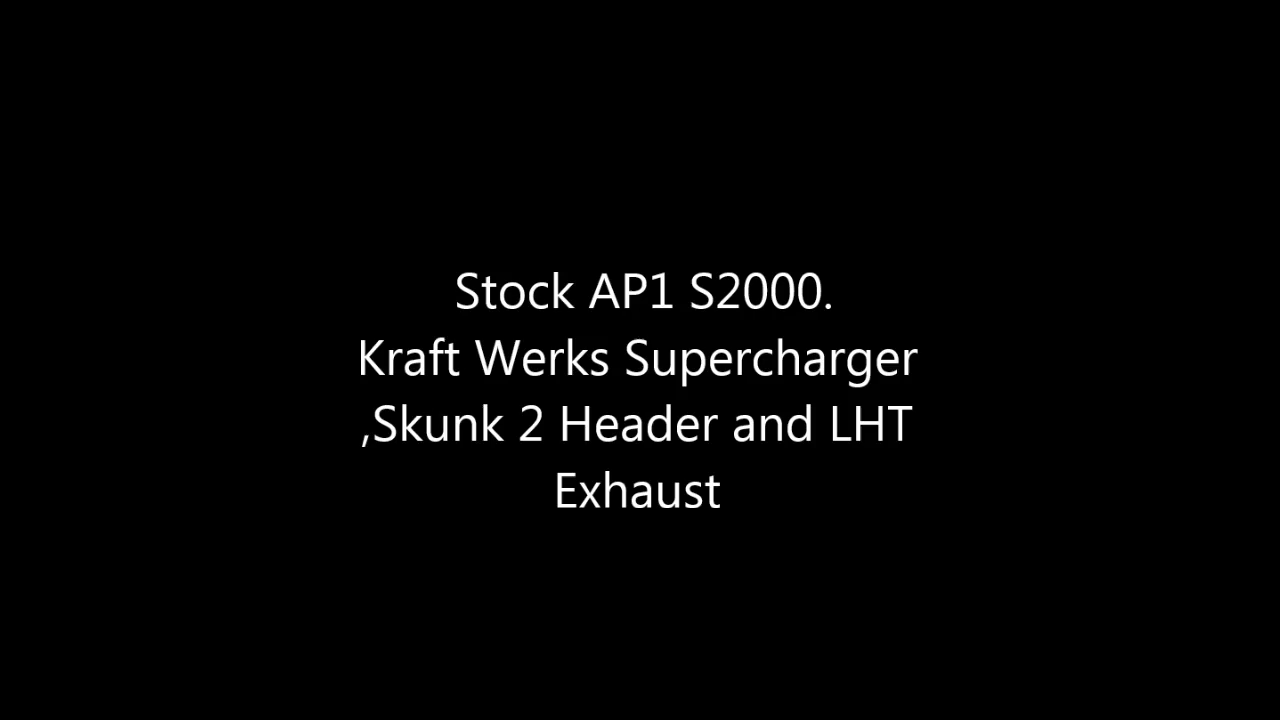 Stock AP1 S2000.
Kraft Werks Supercharger
,Skunk 2 Header and LHT
Exhaust